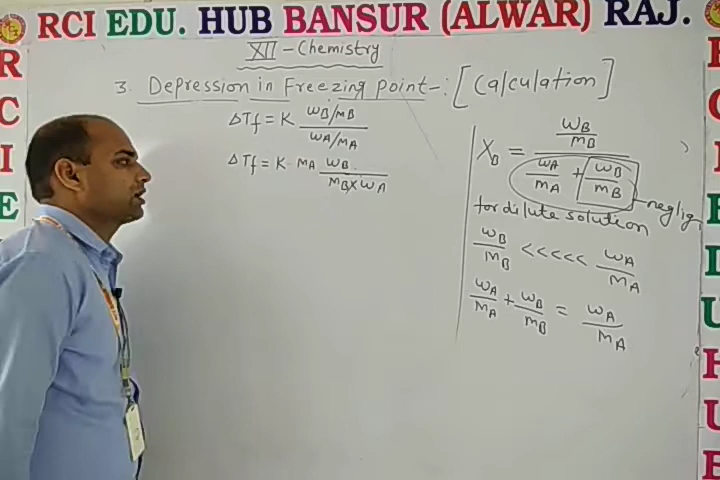 RCI EDU. HUB BANSUR (ALWAR) RAJ.
XII - Chemistry
3. Depression in Freezing point -: [Calculation]
ΔTf = K · (WB/MB) / (WA/MA)
ΔTf = K · MA WB / (MB × WA)
XB = (WB/MB) / (WA/MA + WB/MB)
neglig
for dilute solution
WB/MB <<<<< WA/MA
WA/MA + WB/MB = WA/MA
R
C
I
E
E
D
U
H
U
B